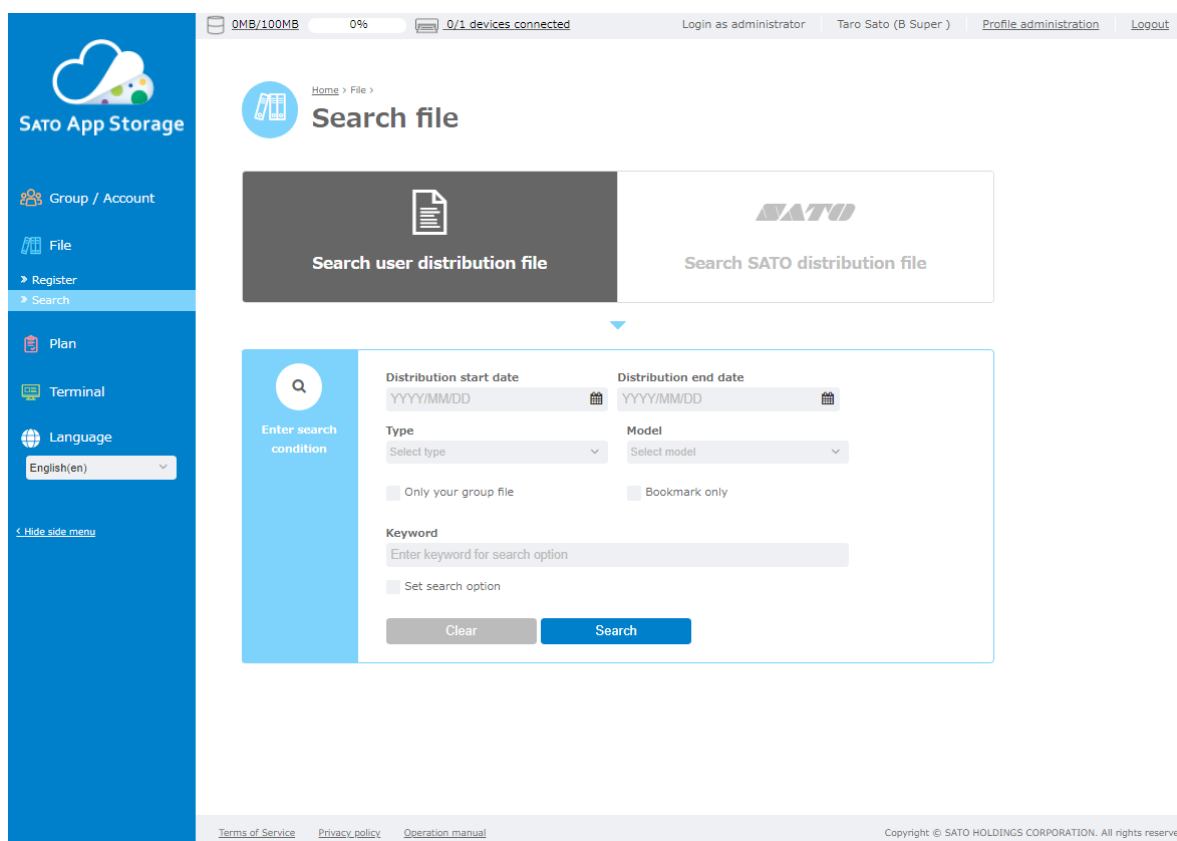 0MB/100MB 0% 0/1 devices connected Login as administrator Taro Sato (B Super ) Profile administration Logout
SATO App Storage
Group / Account
File
» Register
» Search
Plan
Terminal
Language
English(en)
< Hide side menu
Home > File >
Search file
Search user distribution file
SATO
Search SATO distribution file
Enter search
condition
Distribution start date Distribution end date
YYYY/MM/DD YYYY/MM/DD
Type Model
Select type Select model
Only your group file Bookmark only
Keyword
Enter keyword for search option
Set search option
Clear Search
Terms of Service Privacy policy Operation manual Copyright © SATO HOLDINGS CORPORATION. All rights reserve